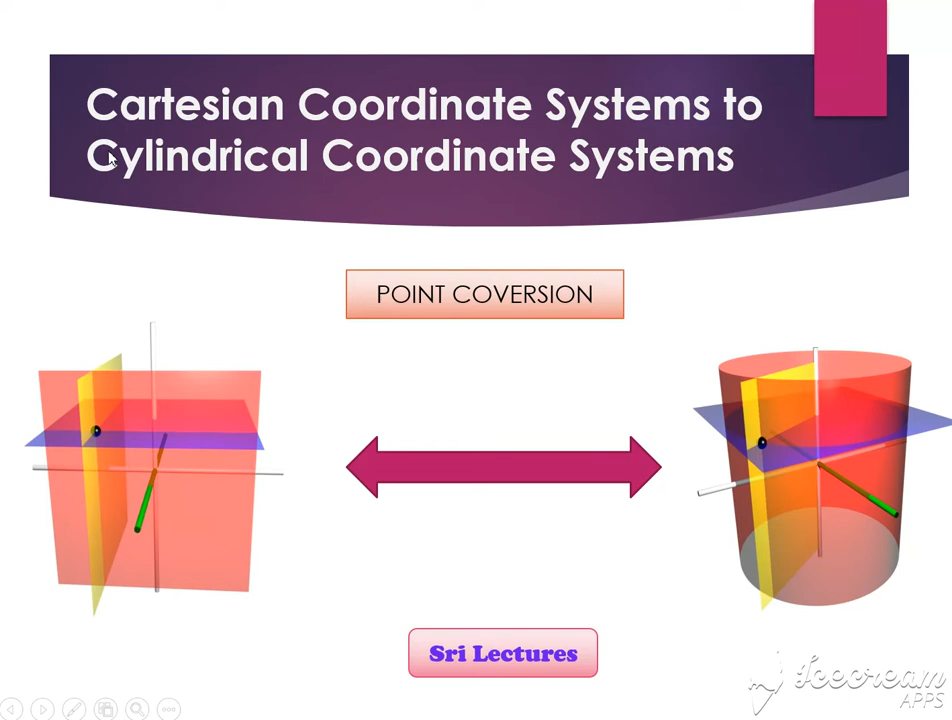 Cartesian Coordinate Systems to
Cylindrical Coordinate Systems
POINT COVERSION
Sri Lectures
Icecream
APPS